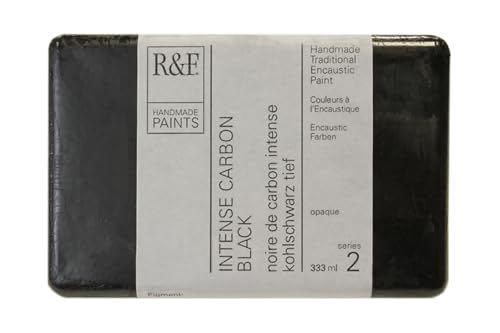 R&F
HANDMADE
PAINTS
INTENSE CARBON
BLACK
noire de carbon intense
kohlschwarz tief
Handmade
Traditional
Encaustic
Paint
Couleurs à
l'Encaustique
Encaustic
Farben
opaque
series
333 ml 2
Pigment: